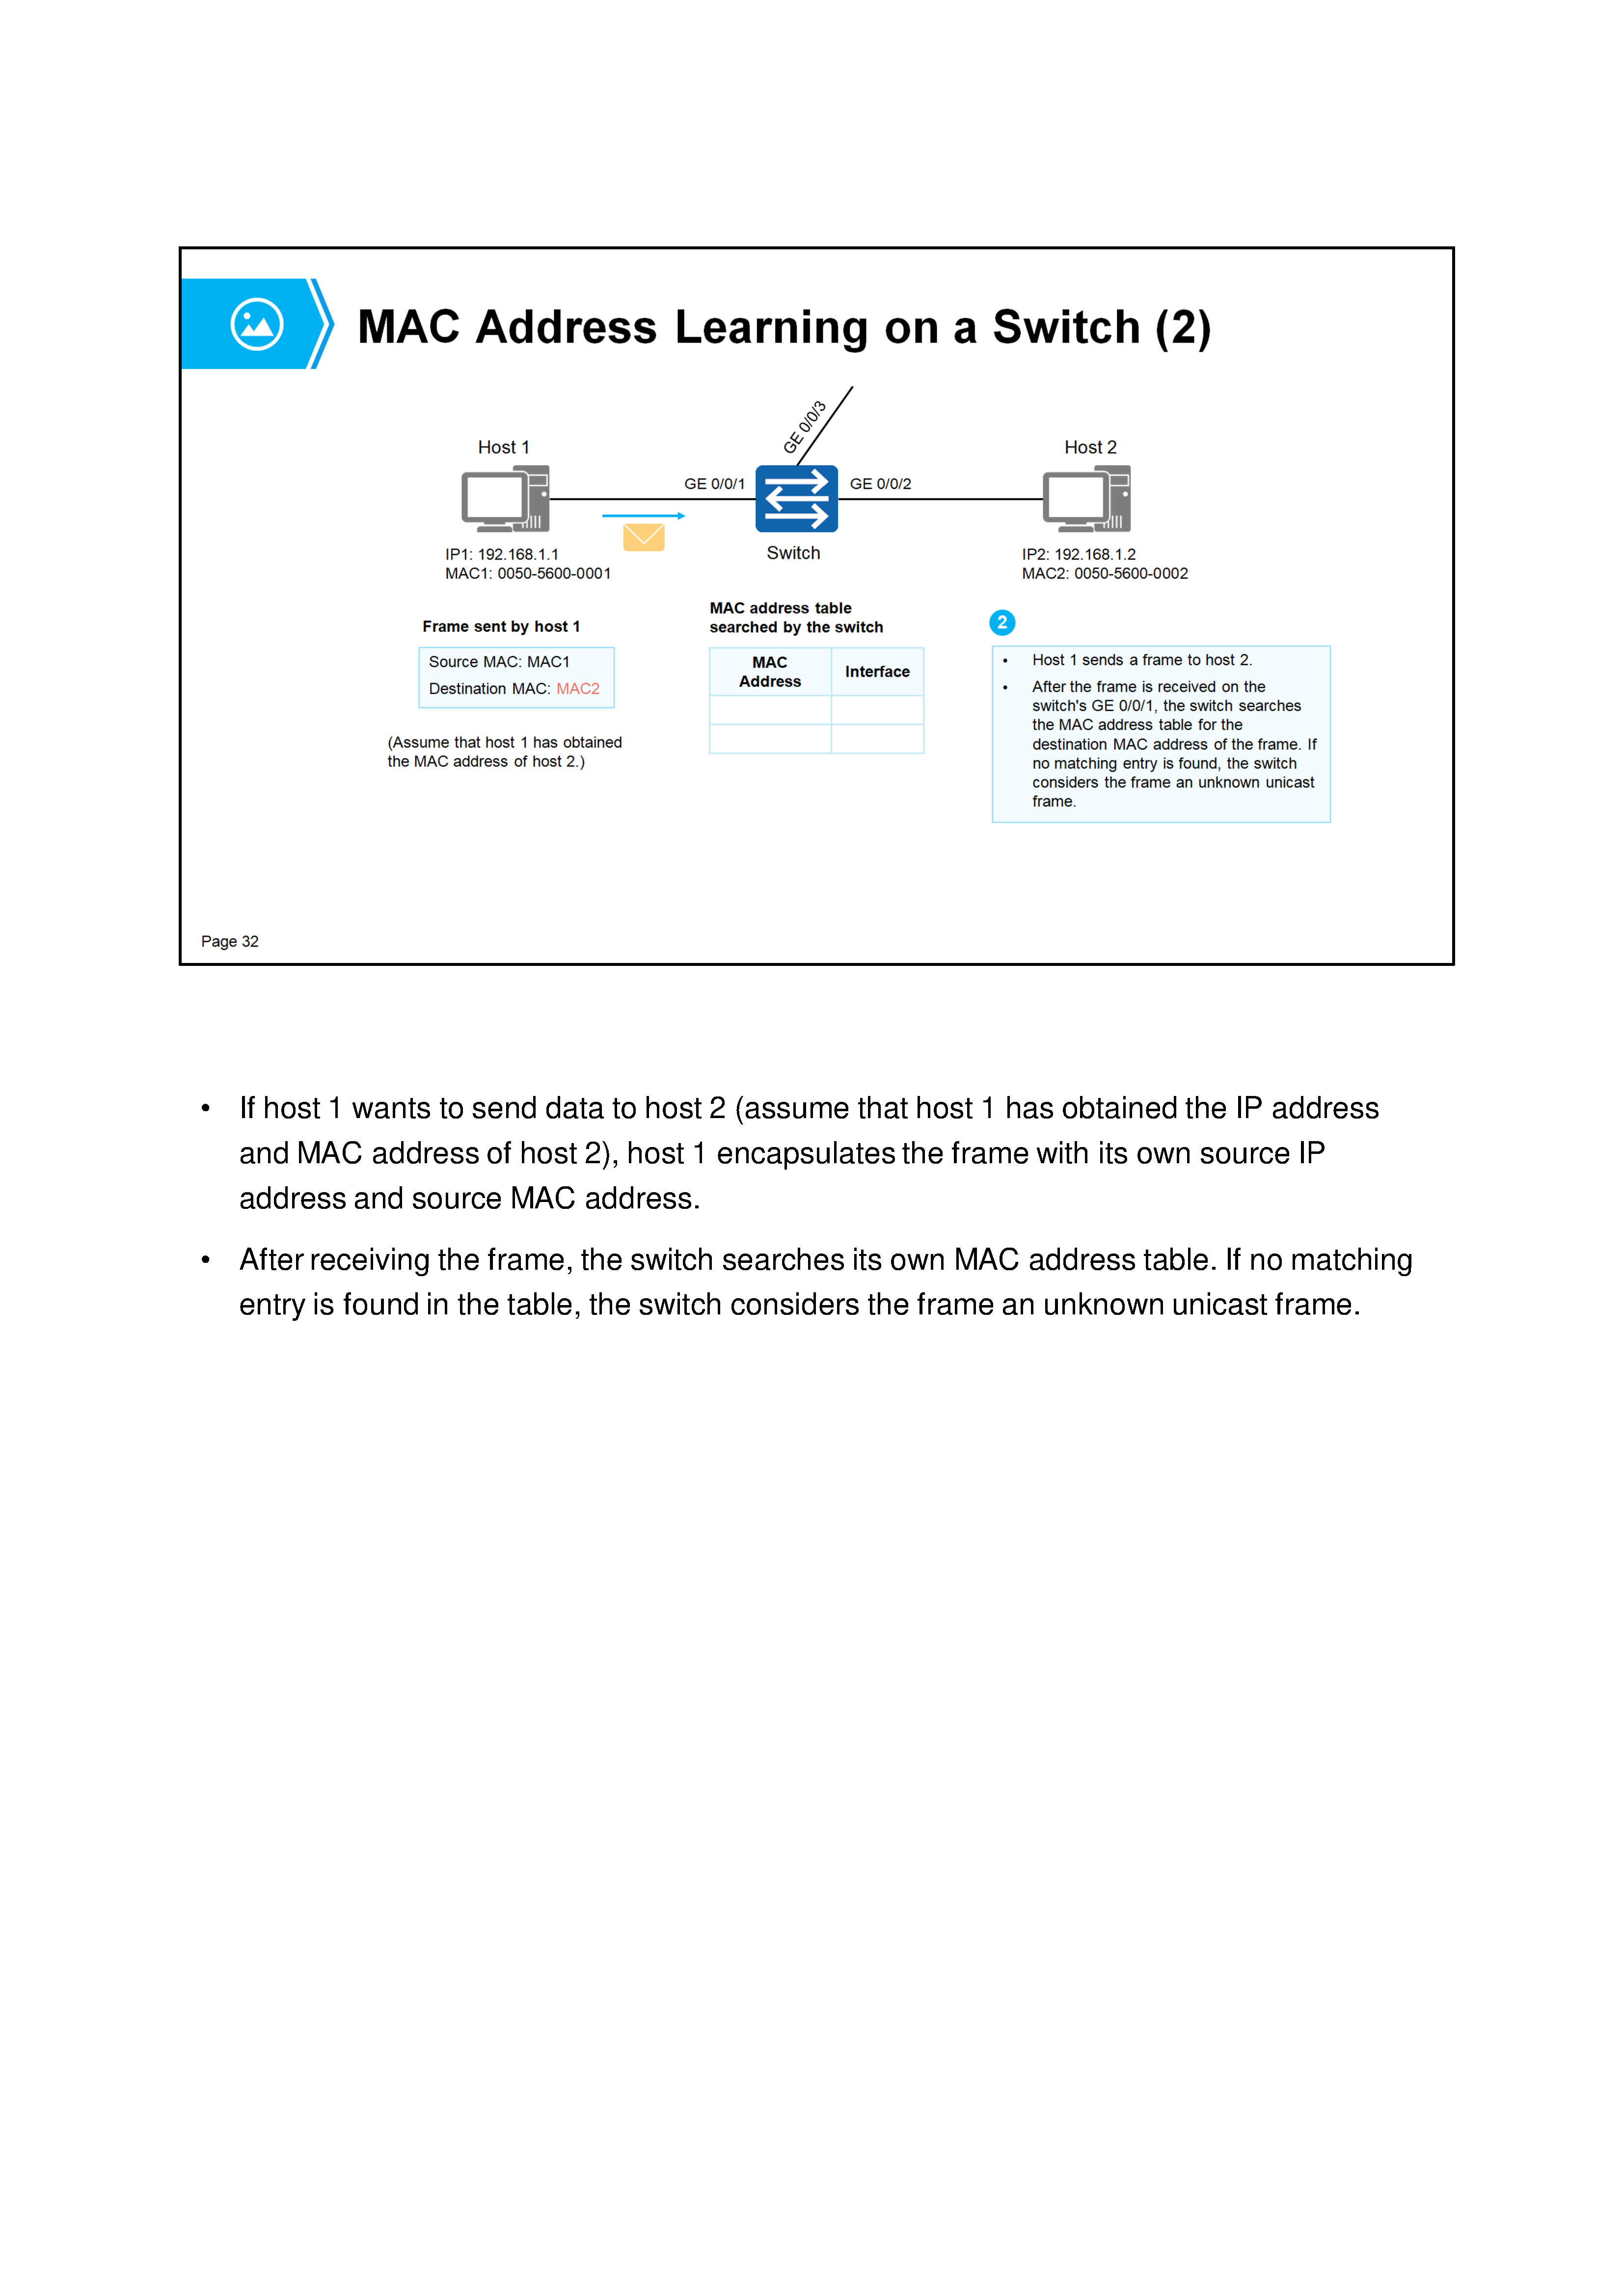 MAC Address Learning on a Switch (2)
GE 0/0/3
Host 1
Host 2
GE 0/0/1
GE 0/0/2
Switch
IP1: 192.168.1.1
MAC1: 0050-5600-0001
IP2: 192.168.1.2
MAC2: 0050-5600-0002
Frame sent by host 1
Source MAC: MAC1
Destination MAC: MAC2
(Assume that host 1 has obtained
the MAC address of host 2.)
MAC address table
searched by the switch
MAC
Address
Interface
2
• Host 1 sends a frame to host 2.
• After the frame is received on the
switch's GE 0/0/1, the switch searches
the MAC address table for the
destination MAC address of the frame. If
no matching entry is found, the switch
considers the frame an unknown unicast
frame.
Page 32
• If host 1 wants to send data to host 2 (assume that host 1 has obtained the IP address
and MAC address of host 2), host 1 encapsulates the frame with its own source IP
address and source MAC address.
• After receiving the frame, the switch searches its own MAC address table. If no matching
entry is found in the table, the switch considers the frame an unknown unicast frame.